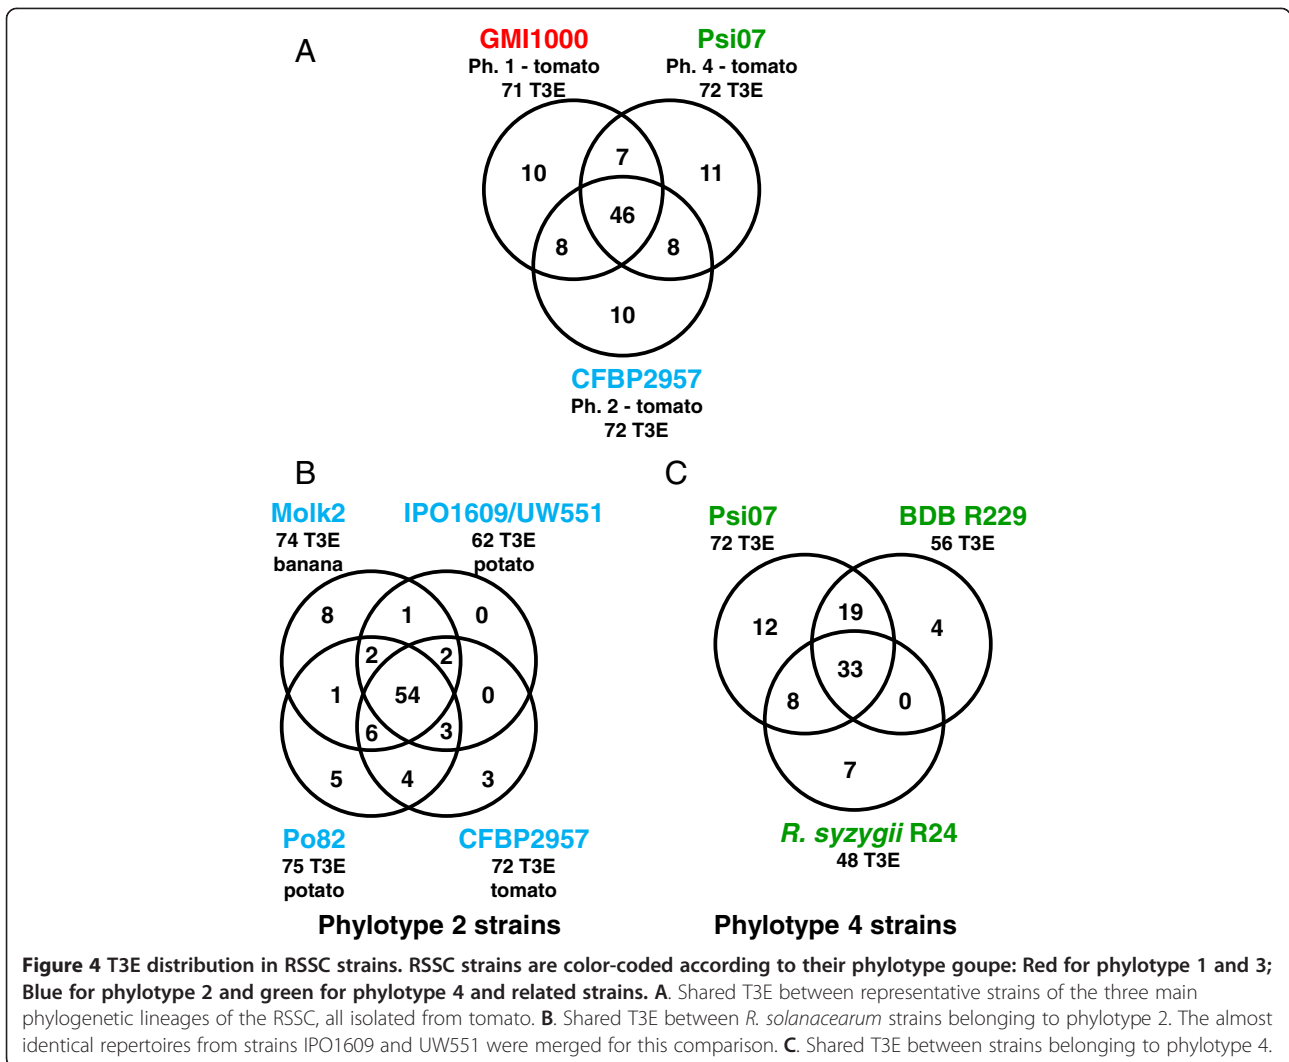 A
GMI1000
Ph. 1 - tomato
71 T3E
Psi07
Ph. 4 - tomato
72 T3E
10
7
11
46
8
8
10
CFBP2957
Ph. 2 - tomato
72 T3E
B
Molk2
74 T3E
banana
IPO1609/UW551
62 T3E
potato
8
1
0
2
2
1
54
0
6
3
5
4
3
Po82
75 T3E
potato
CFBP2957
72 T3E
tomato
Phylotype 2 strains
C
Psi07
72 T3E
BDB R229
56 T3E
12
19
4
33
8
0
7
R. syzygii R24
48 T3E
Phylotype 4 strains
Figure 4 T3E distribution in RSSC strains. RSSC strains are color-coded according to their phylotype goupe: Red for phylotype 1 and 3;
Blue for phylotype 2 and green for phylotype 4 and related strains. A. Shared T3E between representative strains of the three main
phylogenetic lineages of the RSSC, all isolated from tomato. B. Shared T3E between R. solanacearum strains belonging to phylotype 2. The almost
identical repertoires from strains IPO1609 and UW551 were merged for this comparison. C. Shared T3E between strains belonging to phylotype 4.